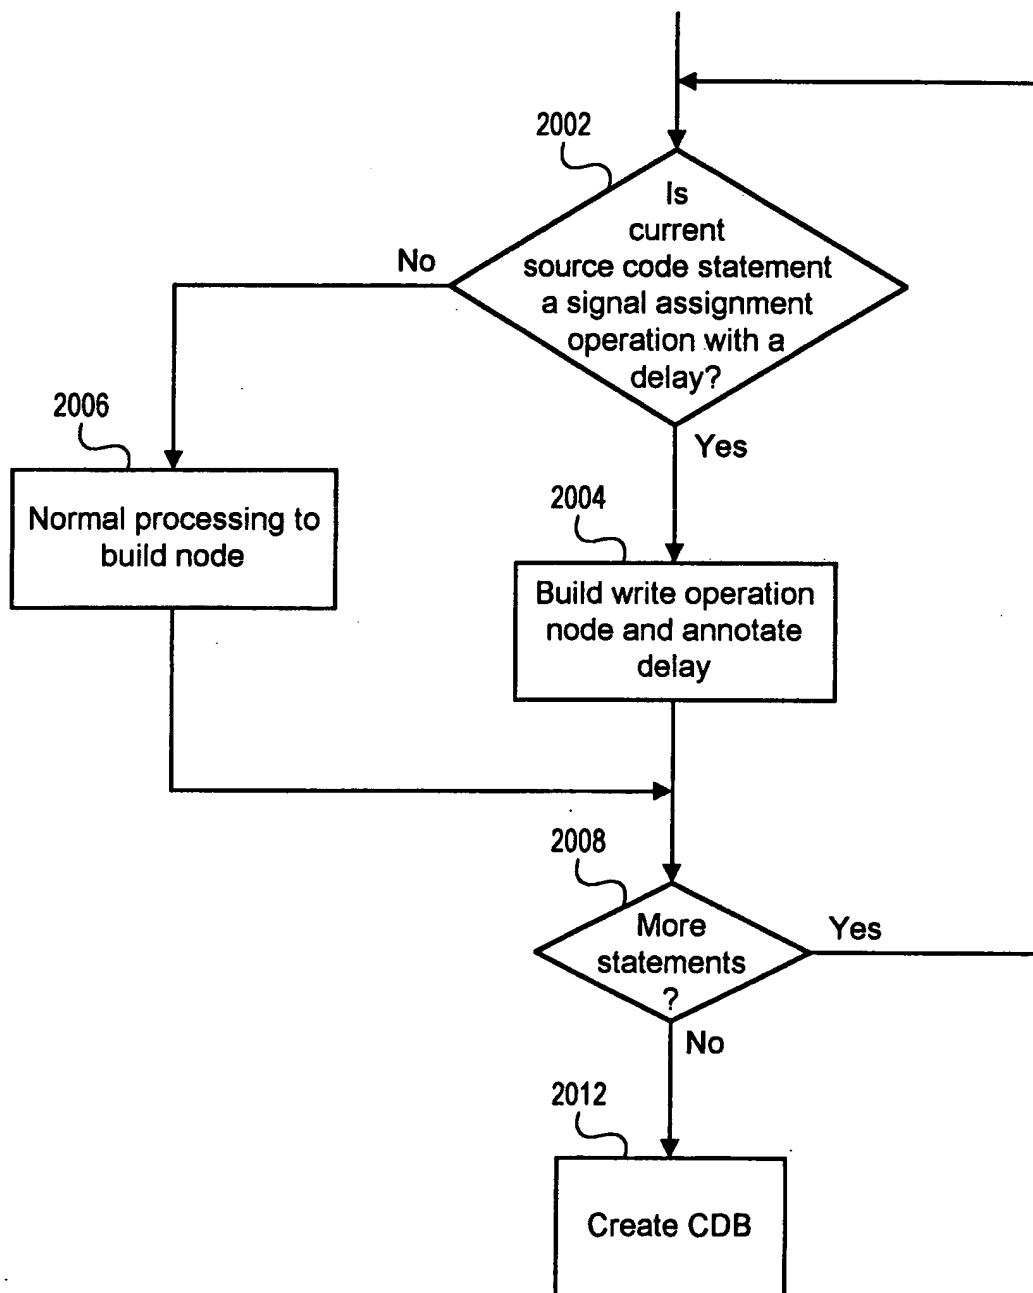 2002
Is
current
source code statement
a signal assignment
operation with a
delay?
No
Yes
2006
Normal processing to
build node
2004
Build write operation
node and annotate
delay
2008
More
statements
?
Yes
No
2012
Create CDB